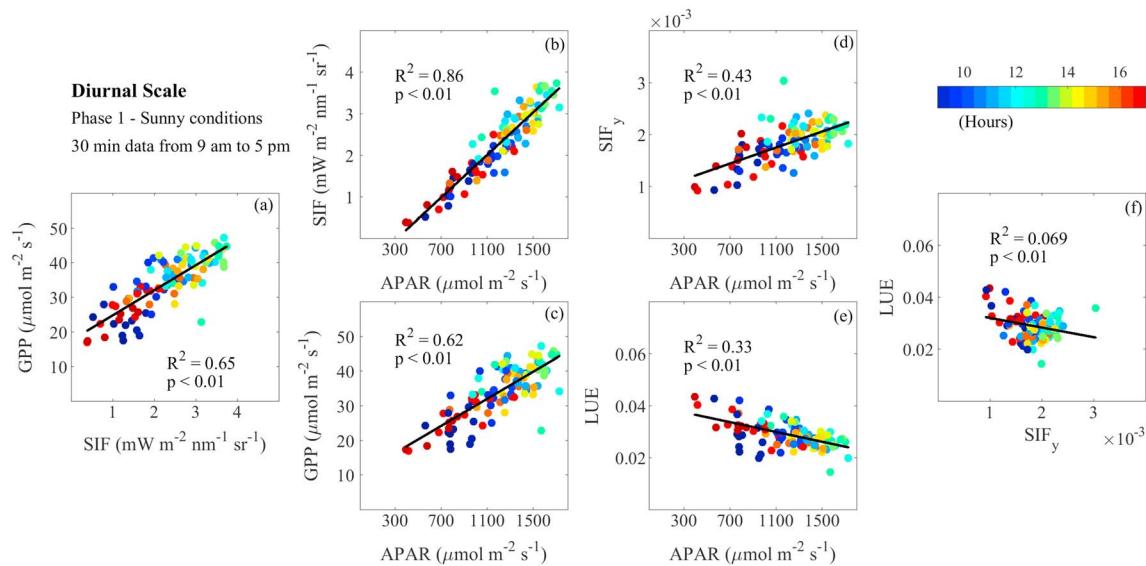 Diurnal Scale
Phase 1 - Sunny conditions
30 min data from 9 am to 5 pm
(a)
R² = 0.65
p < 0.01
GPP (μmol m⁻² s⁻¹)
50
40
30
20
10
1 2 3 4
SIF (mW m⁻² nm⁻¹ sr⁻¹)
(b)
R² = 0.86
p < 0.01
SIF (mW m⁻² nm⁻¹ sr⁻¹)
4
3
2
1
300 700 1100 1500
APAR (μmol m⁻² s⁻¹)
(c)
R² = 0.62
p < 0.01
GPP (μmol m⁻² s⁻¹)
50
40
30
20
10
300 700 1100 1500
APAR (μmol m⁻² s⁻¹)
×10⁻³
(d)
R² = 0.43
p < 0.01
SIFy
4
3
2
1
300 700 1100 1500
APAR (μmol m⁻² s⁻¹)
(e)
R² = 0.33
p < 0.01
LUE
0.06
0.04
0.02
300 700 1100 1500
APAR (μmol m⁻² s⁻¹)
10 12 14 16
(Hours)
(f)
R² = 0.069
p < 0.01
LUE
0.06
0.04
0.02
1 2 3
SIFy ×10⁻³